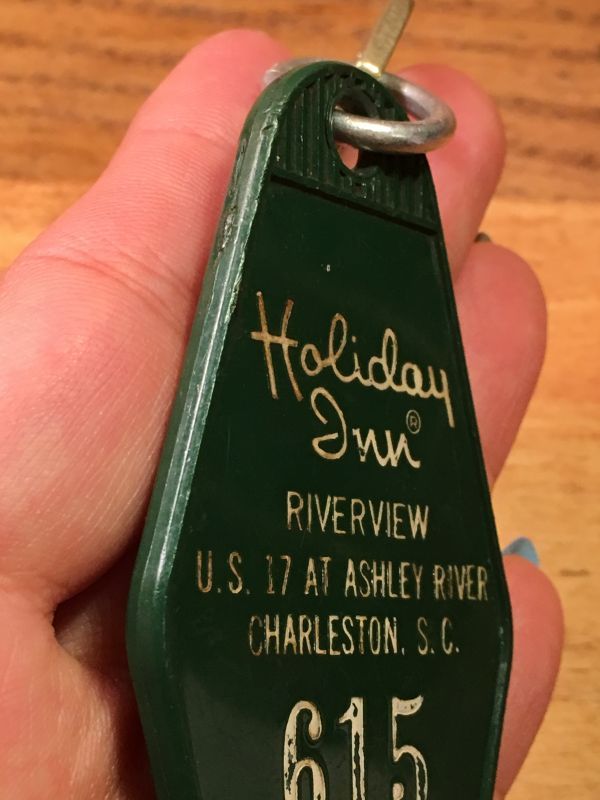 Holiday
Inn®
RIVERVIEW
U.S. 17 AT ASHLEY RIVER
CHARLESTON, S.C.
615